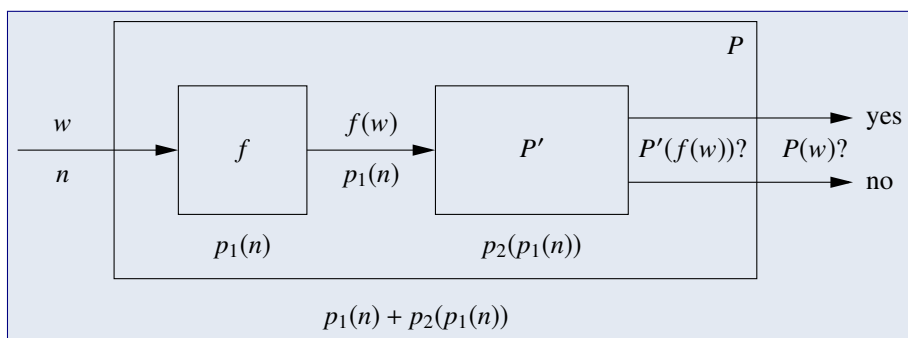 P
w
f(w)
yes
f
P′
P′(f(w))?
P(w)?
n
p₁(n)
no
p₁(n)
p₂(p₁(n))
p₁(n) + p₂(p₁(n))